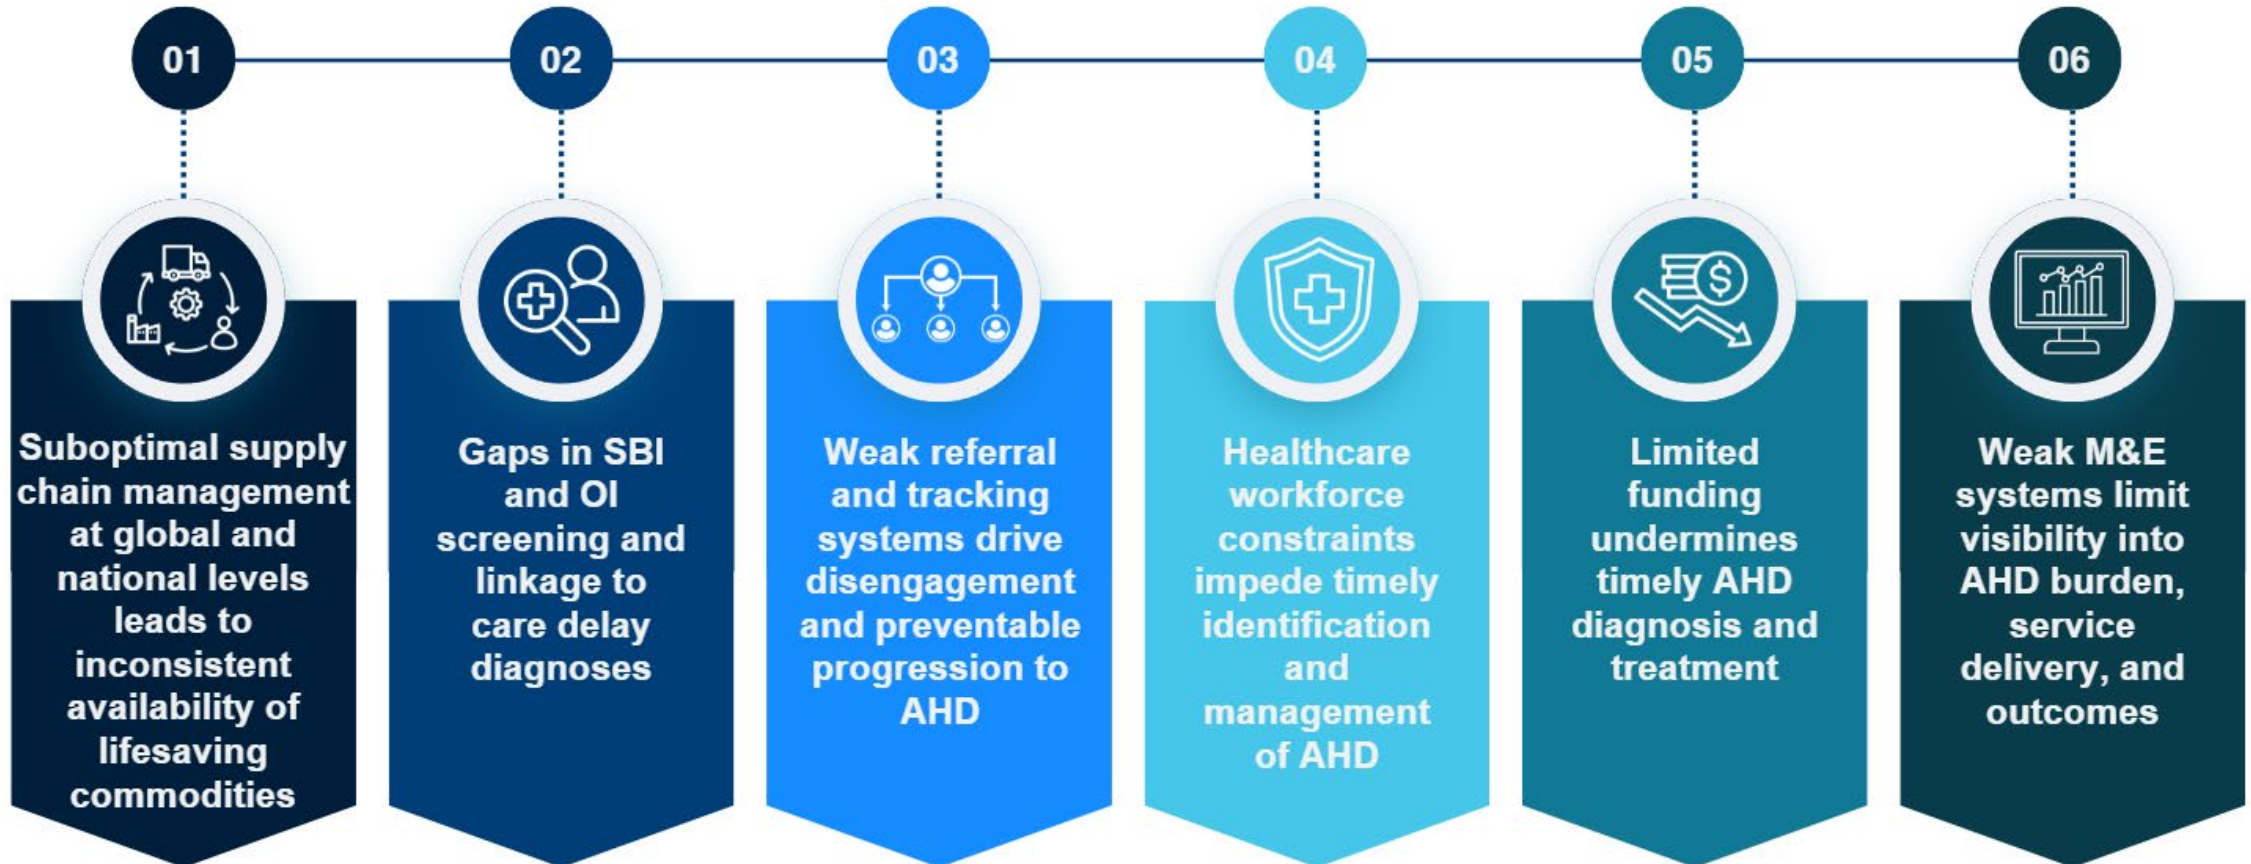 01
02
03
04
05
06
Suboptimal supply
chain management
at global and
national levels
leads to
inconsistent
availability of
lifesaving
commodities
Gaps in SBI
and OI
screening and
linkage to
care delay
diagnoses
Weak referral
and tracking
systems drive
disengagement
and preventable
progression to
AHD
Healthcare
workforce
constraints
impede timely
identification
and
management
of AHD
Limited
funding
undermines
timely AHD
diagnosis and
treatment
Weak M&E
systems limit
visibility into
AHD burden,
service
delivery, and
outcomes